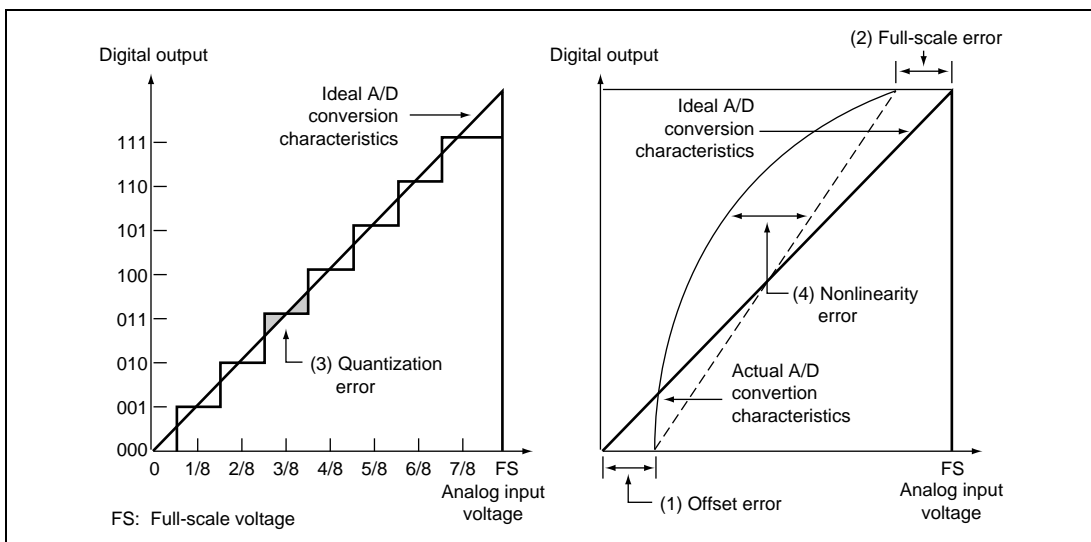 Digital output
Ideal A/D
conversion
characteristics
111
110
101
100
011
010
001
000
(3) Quantization
error
0 1/8 2/8 3/8 4/8 5/8 6/8 7/8 FS
Analog input
voltage
FS: Full-scale voltage
(2) Full-scale error
Digital output
Ideal A/D
conversion
characteristics
(4) Nonlinearity
error
Actual A/D
convertion
characteristics
FS
(1) Offset error
Analog input
voltage